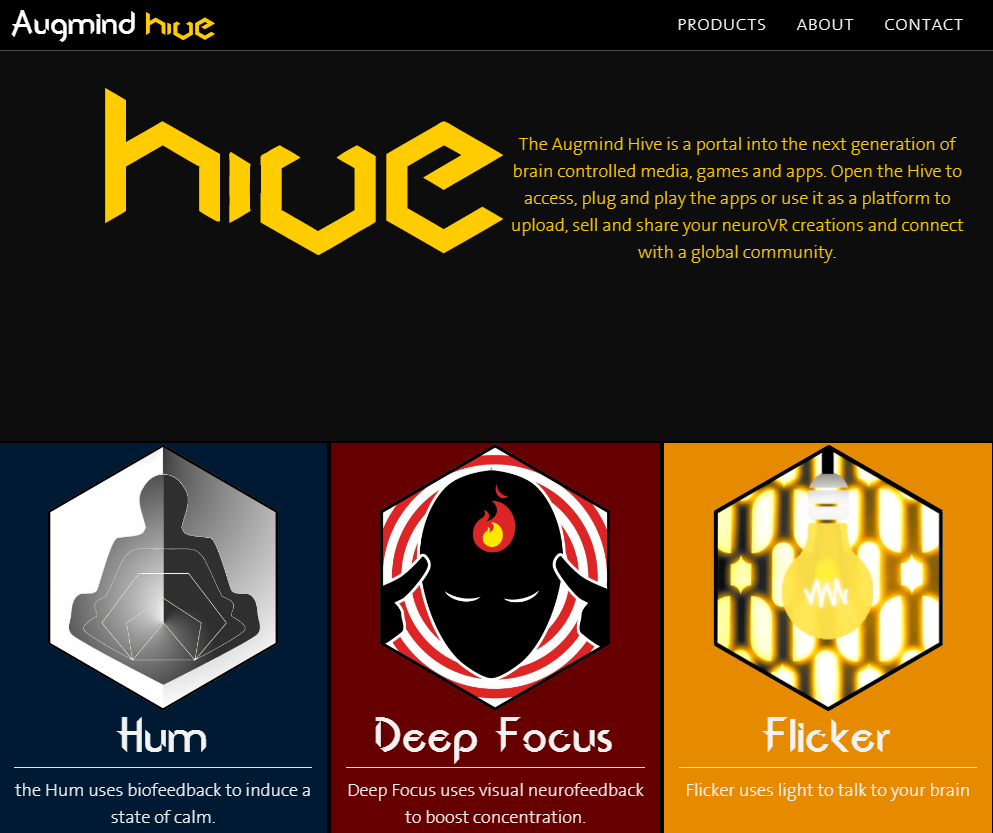 Augmind hive
PRODUCTS ABOUT CONTACT
hive
The Augmind Hive is a portal into the next generation of
brain controlled media, games and apps. Open the Hive to
access, plug and play the apps or use it as a platform to
upload, sell and share your neuroVR creations and connect
with a global community.
Hum
the Hum uses biofeedback to induce a
state of calm.
Deep Focus
Deep Focus uses visual neurofeedback
to boost concentration.
Flicker
Flicker uses light to talk to your brain